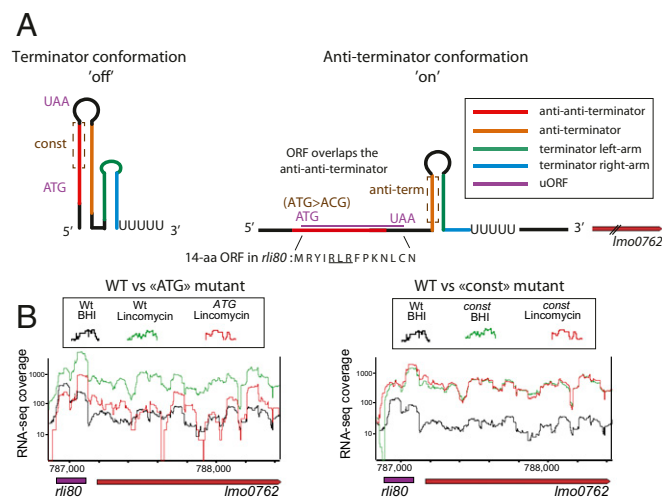 A
Terminator conformation
'off'
Anti-terminator conformation
'on'
UAA
const
ATG
5'
UUUUU
3'
ORF overlaps the
anti-anti-terminator
(ATG>ACG)
ATG
UAA
anti-term
5'
UUUUU
3'
lmo0762
14-aa ORF in rli80 : MRYIRLRFPKNLCN
anti-anti-terminator
anti-terminator
terminator left-arm
terminator right-arm
uORF
B
WT vs «ATG» mutant
Wt
BHI
Wt
Lincomycin
ATG
Lincomycin
RNA-seq coverage
1000
100
10
787,000
788,000
rli80
lmo0762
WT vs «const» mutant
Wt
BHI
const
BHI
const
Lincomycin
RNA-seq coverage
1000
100
10
787,000
788,000
rli80
lmo0762